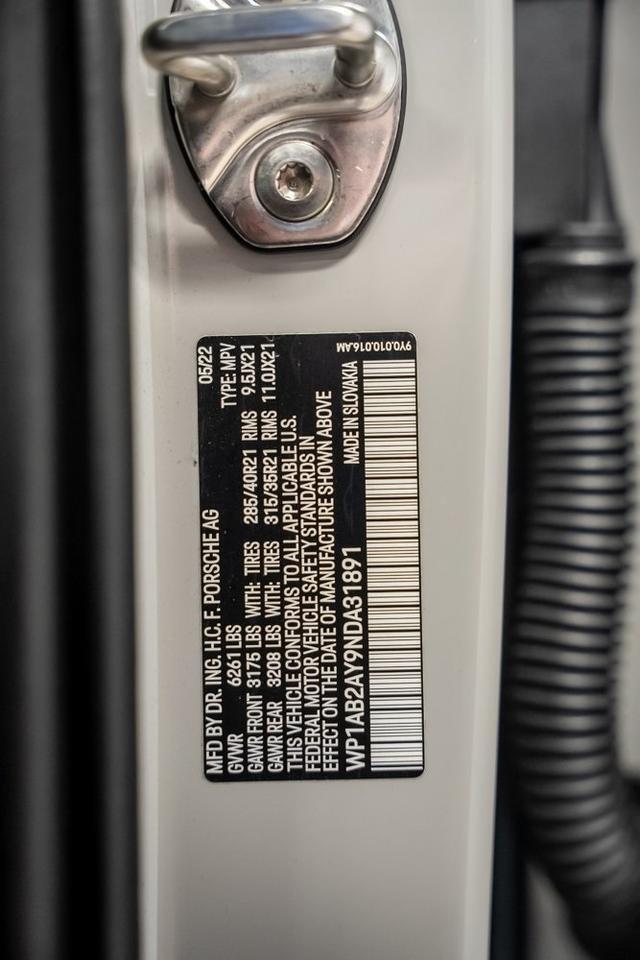 MFD BY DR. ING. H.C. F. PORSCHE AG 05/22
GVWR 6261 LBS TYPE: MPV
GAWR FRONT 3175 LBS WITH: TIRES 285/40R21 RIMS 9.5JX21
GAWR REAR 3208 LBS WITH: TIRES 315/35R21 RIMS 11.0JX21
THIS VEHICLE CONFORMS TO ALL APPLICABLE U.S.
FEDERAL MOTOR VEHICLE SAFETY STANDARDS IN
EFFECT ON THE DATE OF MANUFACTURE SHOWN ABOVE
WP1AB2AY9NDA31891 MADE IN SLOVAKIA
9Y0.010.016.AM